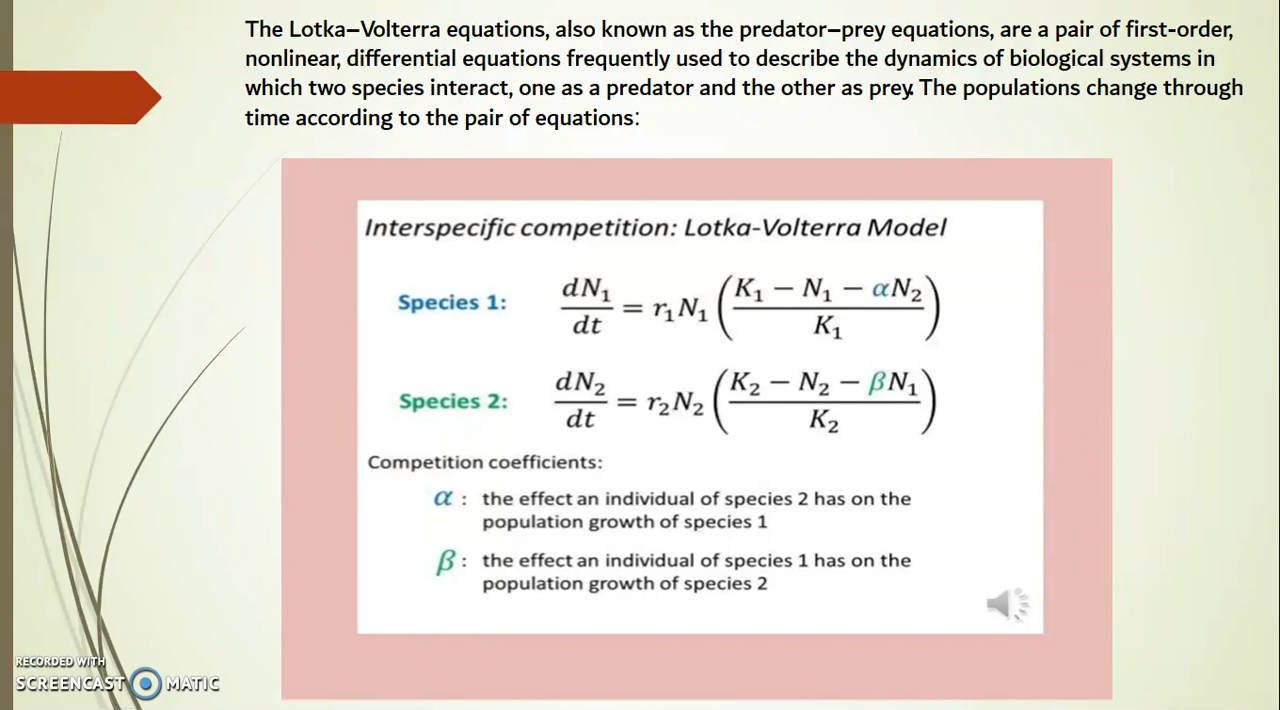 The Lotka–Volterra equations, also known as the predator–prey equations, are a pair of first-order,
nonlinear, differential equations frequently used to describe the dynamics of biological systems in
which two species interact, one as a predator and the other as prey. The populations change through
time according to the pair of equations:
Interspecific competition: Lotka-Volterra Model
Species 1: dN₁/dt = r₁N₁ ((K₁ − N₁ − αN₂)/K₁)
Species 2: dN₂/dt = r₂N₂ ((K₂ − N₂ − βN₁)/K₂)
Competition coefficients:
α : the effect an individual of species 2 has on the
population growth of species 1
β : the effect an individual of species 1 has on the
population growth of species 2
RECORDED WITH
SCREENCAST MATIC